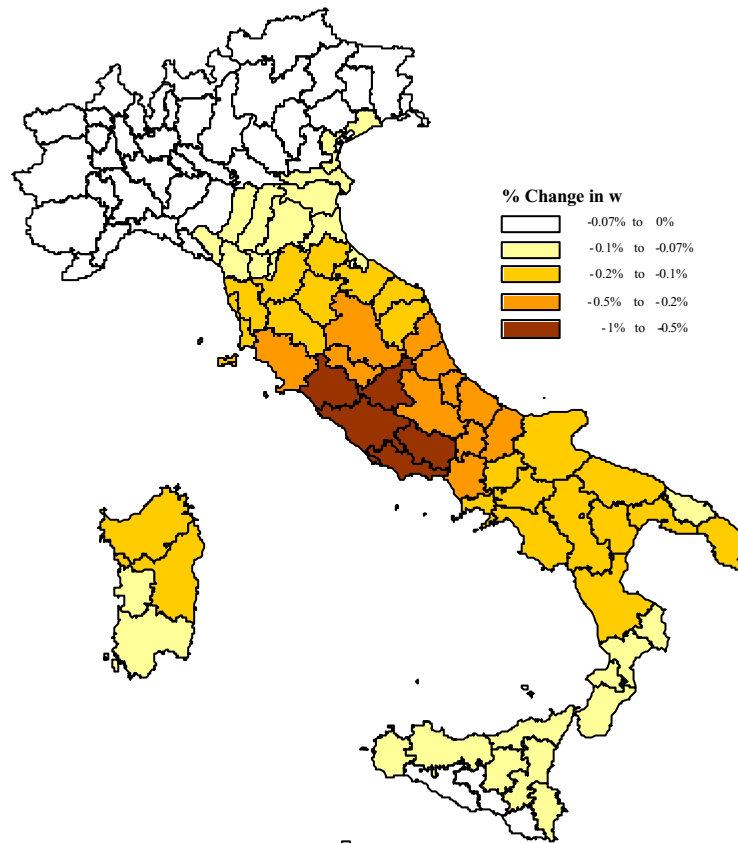 % Change in w
-0.07% to 0%
-0.1% to -0.07%
-0.2% to -0.1%
-0.5% to -0.2%
-1% to -0.5%